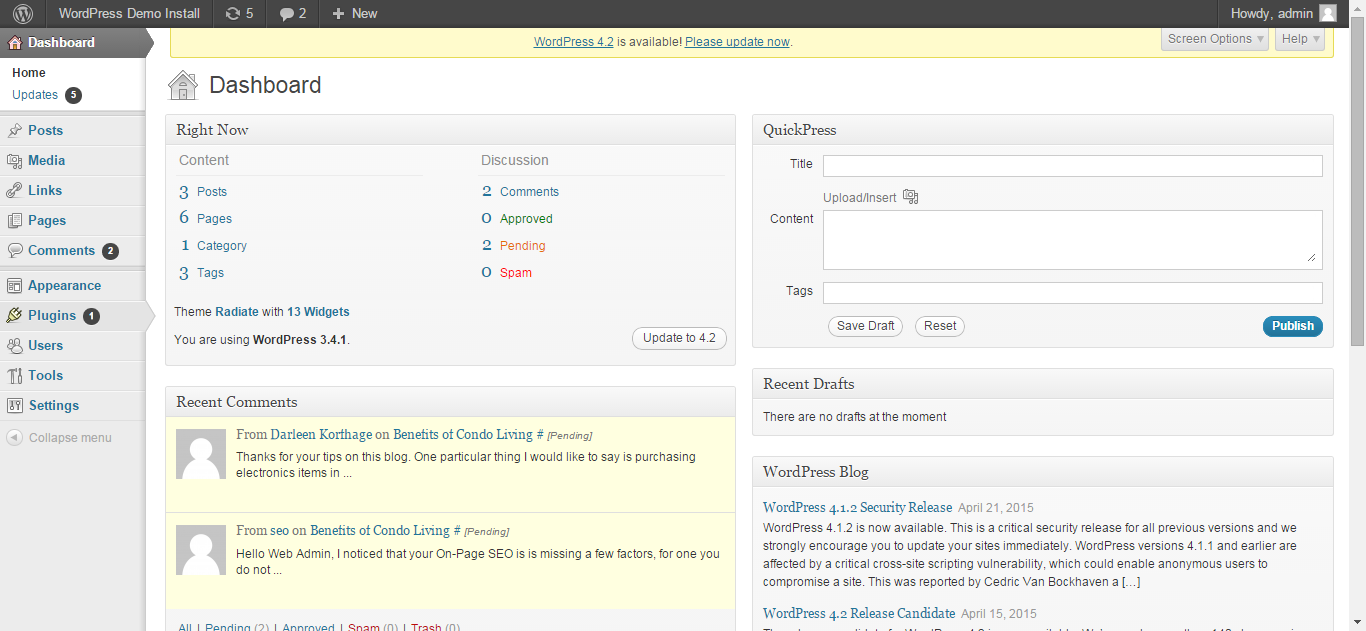 WordPress Demo Install 5 2 + New Howdy, admin
Dashboard
Home
Updates 5
Posts
Media
Links
Pages
Comments 2
Appearance
Plugins 1
Users
Tools
Settings
Collapse menu
WordPress 4.2 is available! Please update now.
Screen Options Help
Dashboard
Right Now
Content Discussion
3 Posts 2 Comments
6 Pages 0 Approved
1 Category 2 Pending
3 Tags 0 Spam
Theme Radiate with 13 Widgets
You are using WordPress 3.4.1. Update to 4.2
Recent Comments
From Darleen Korthage on Benefits of Condo Living # [Pending]
Thanks for your tips on this blog. One particular thing I would like to say is purchasing
electronics items in ...
From seo on Benefits of Condo Living # [Pending]
Hello Web Admin, I noticed that your On-Page SEO is is missing a few factors, for one you
do not ...
All | Pending (2) | Approved | Spam (0) | Trash (0)
QuickPress
Title
Upload/Insert
Content
Tags
Save Draft Reset Publish
Recent Drafts
There are no drafts at the moment
WordPress Blog
WordPress 4.1.2 Security Release April 21, 2015
WordPress 4.1.2 is now available. This is a critical security release for all previous versions and we
strongly encourage you to update your sites immediately. WordPress versions 4.1.1 and earlier are
affected by a critical cross-site scripting vulnerability, which could enable anonymous users to
compromise a site. This was reported by Cedric Van Bockhaven a [...]
WordPress 4.2 Release Candidate April 15, 2015